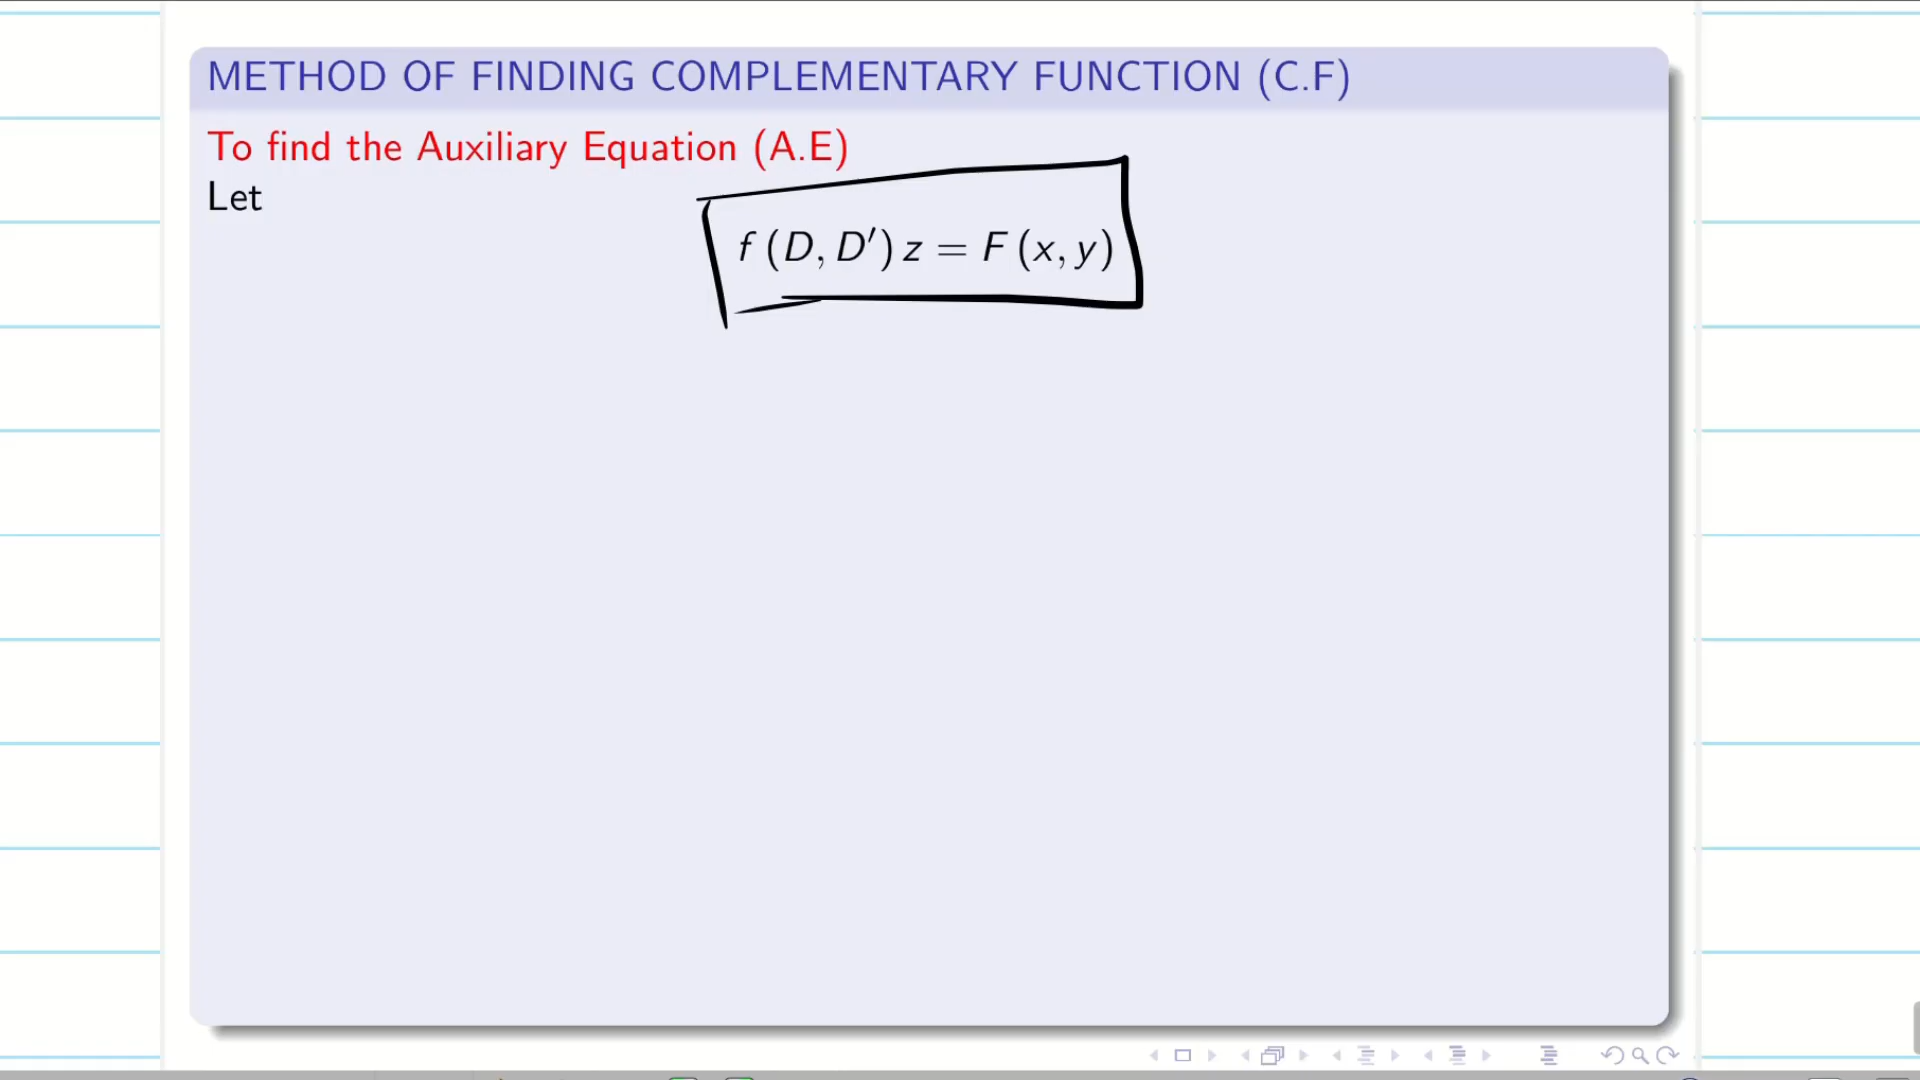 METHOD OF FINDING COMPLEMENTARY FUNCTION (C.F)
To find the Auxiliary Equation (A.E)
Let
f (D, D′) z = F (x, y)